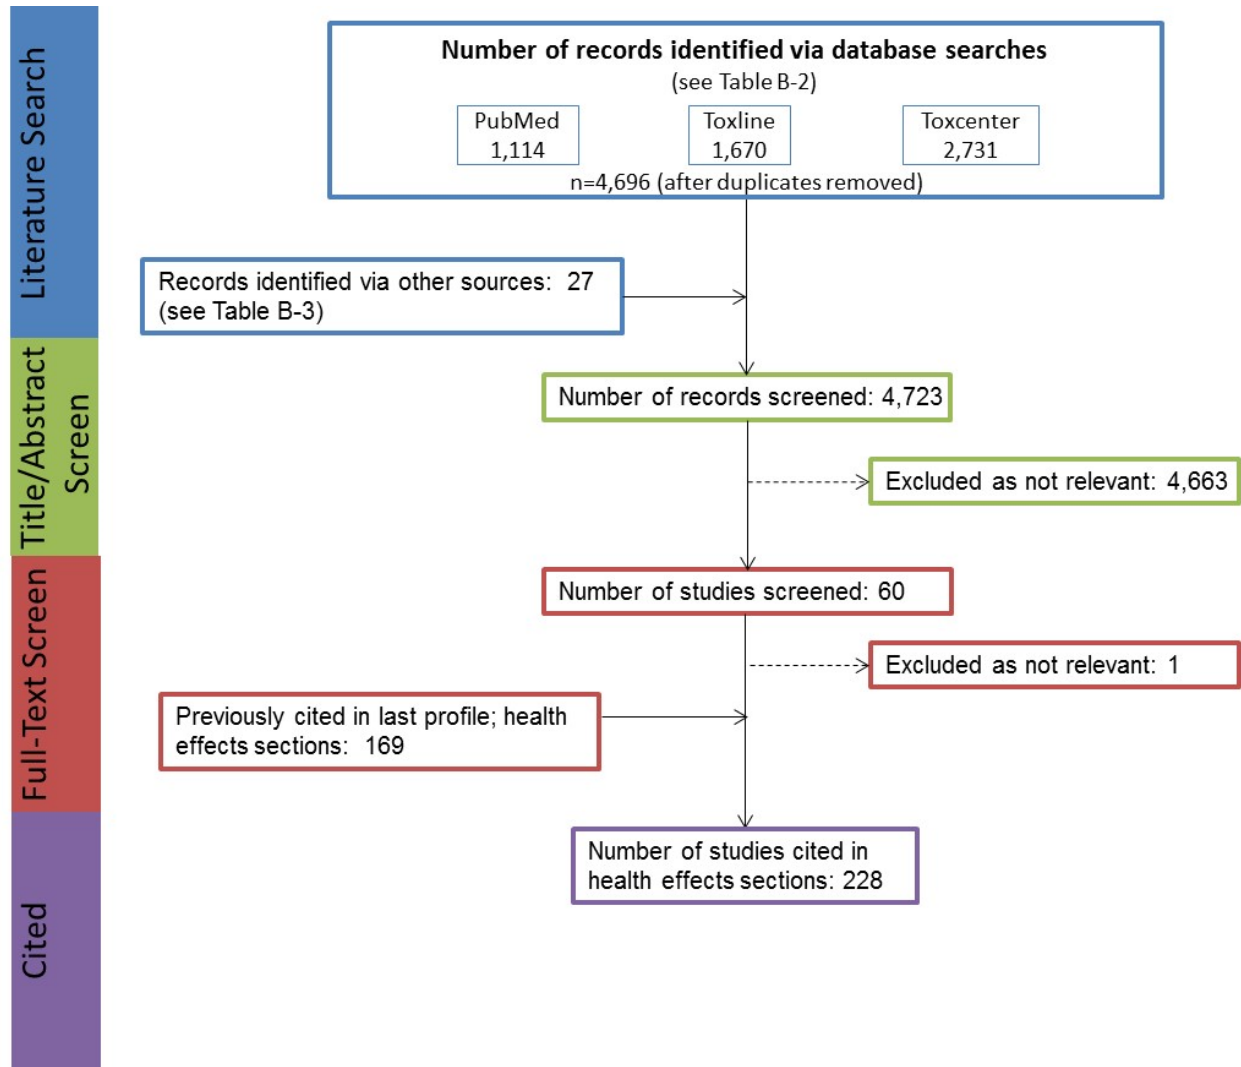 Literature Search
Number of records identified via database searches
(see Table B-2)
PubMed
1,114
Toxline
1,670
Toxcenter
2,731
n=4,696 (after duplicates removed)
Records identified via other sources: 27
(see Table B-3)
Title/Abstract
Screen
Number of records screened: 4,723
Excluded as not relevant: 4,663
Full-Text Screen
Number of studies screened: 60
Excluded as not relevant: 1
Previously cited in last profile; health
effects sections: 169
Cited
Number of studies cited in
health effects sections: 228